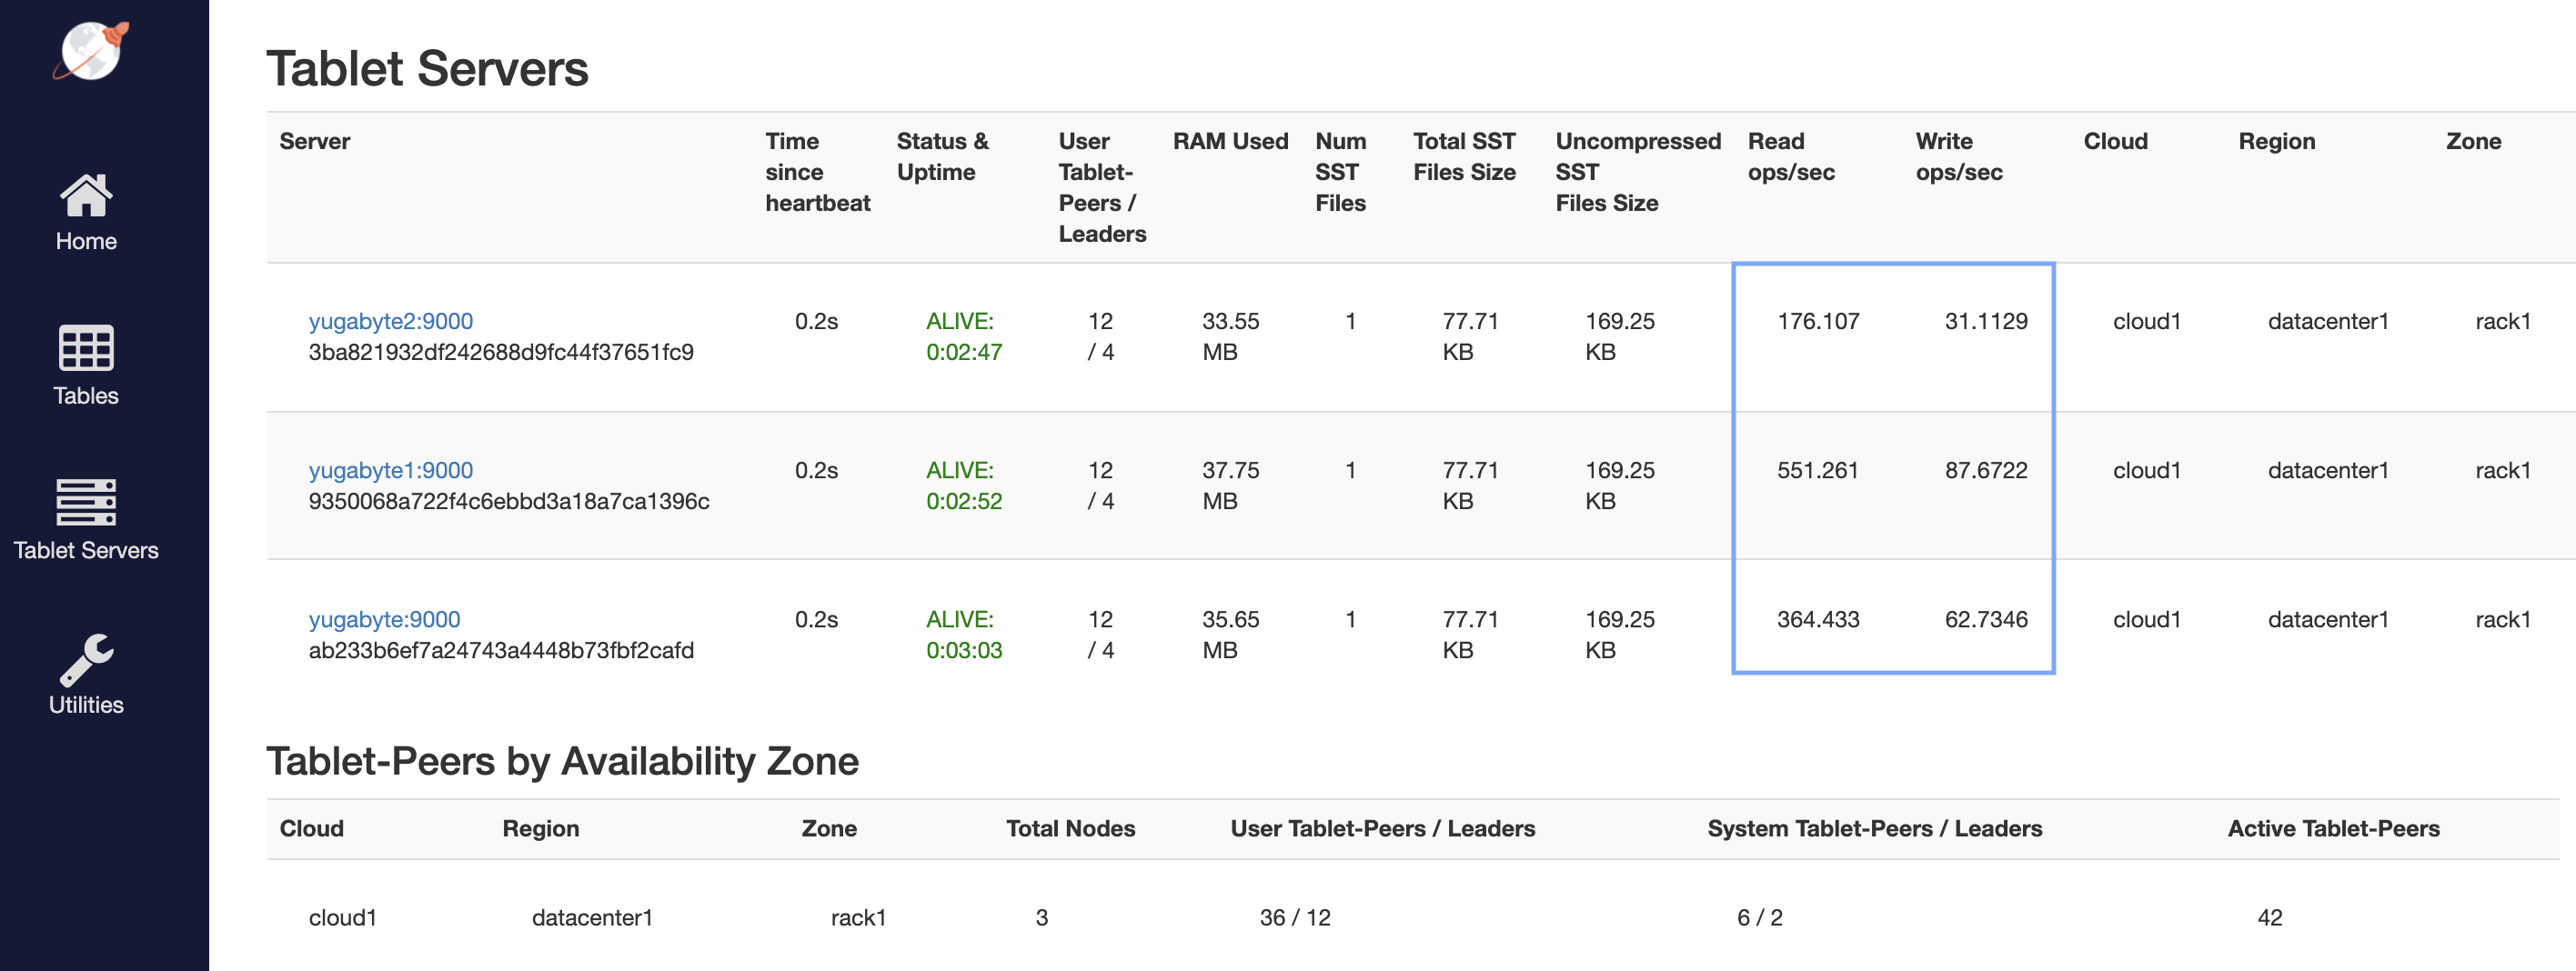 Home
Tables
Tablet Servers
Utilities
Tablet Servers
Server
Time since heartbeat
Status & Uptime
User Tablet-Peers / Leaders
RAM Used
Num SST Files
Total SST Files Size
Uncompressed SST Files Size
Read ops/sec
Write ops/sec
Cloud
Region
Zone
yugabyte2:9000
3ba821932df242688d9fc44f37651fc9
0.2s
ALIVE: 0:02:47
12 / 4
33.55 MB
1
77.71 KB
169.25 KB
176.107
31.1129
cloud1
datacenter1
rack1
yugabyte1:9000
9350068a722f4c6ebbd3a18a7ca1396c
0.2s
ALIVE: 0:02:52
12 / 4
37.75 MB
1
77.71 KB
169.25 KB
551.261
87.6722
cloud1
datacenter1
rack1
yugabyte:9000
ab233b6ef7a24743a4448b73fbf2cafd
0.2s
ALIVE: 0:03:03
12 / 4
35.65 MB
1
77.71 KB
169.25 KB
364.433
62.7346
cloud1
datacenter1
rack1
Tablet-Peers by Availability Zone
Cloud
Region
Zone
Total Nodes
User Tablet-Peers / Leaders
System Tablet-Peers / Leaders
Active Tablet-Peers
cloud1
datacenter1
rack1
3
36 / 12
6 / 2
42